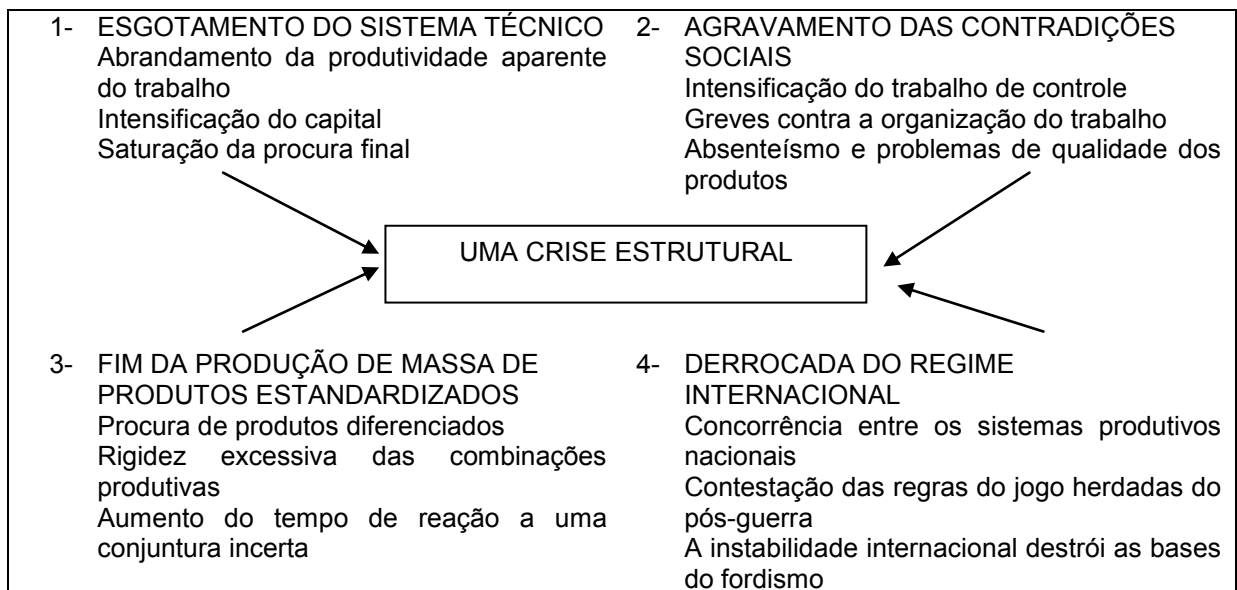 1- ESGOTAMENTO DO SISTEMA TÉCNICO
Abrandamento da produtividade aparente
do trabalho
Intensificação do capital
Saturação da procura final
2- AGRAVAMENTO DAS CONTRADIÇÕES
SOCIAIS
Intensificação do trabalho de controle
Greves contra a organização do trabalho
Absenteísmo e problemas de qualidade dos
produtos
UMA CRISE ESTRUTURAL
3- FIM DA PRODUÇÃO DE MASSA DE
PRODUTOS ESTANDARDIZADOS
Procura de produtos diferenciados
Rigidez excessiva das combinações
produtivas
Aumento do tempo de reação a uma
conjuntura incerta
4- DERROCADA DO REGIME
INTERNACIONAL
Concorrência entre os sistemas produtivos
nacionais
Contestação das regras do jogo herdadas do
pós-guerra
A instabilidade internacional destrói as bases
do fordismo